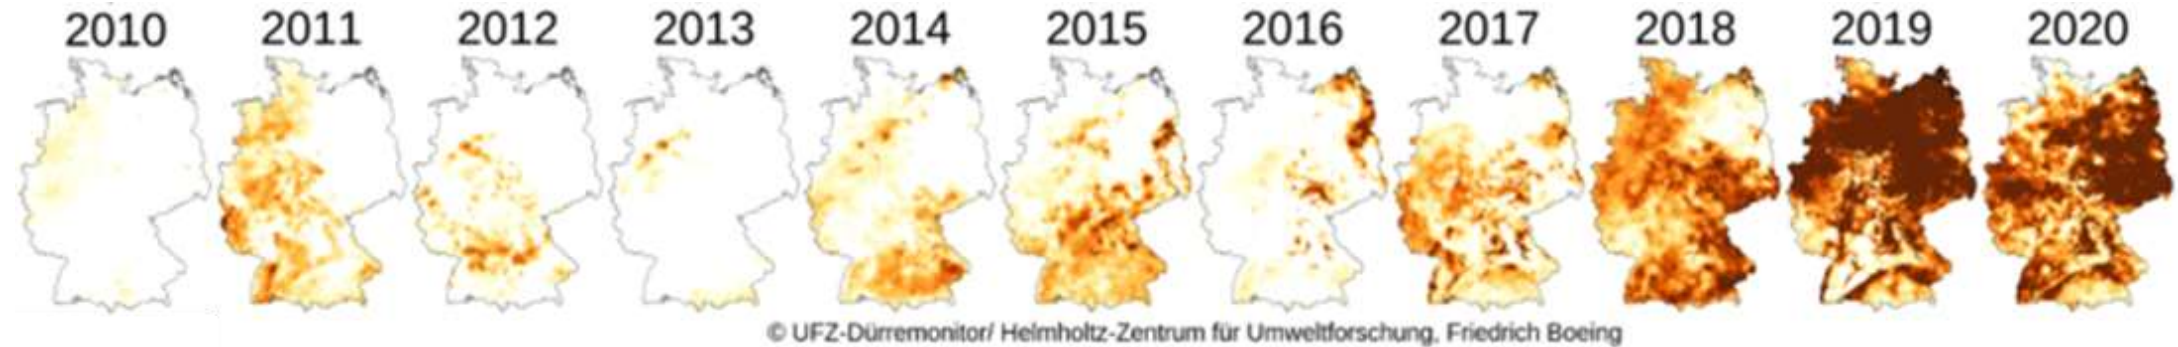 2010 2011 2012 2013 2014 2015 2016 2017 2018 2019 2020
© UFZ-Dürremonitor/ Helmholtz-Zentrum für Umweltforschung, Friedrich Boeing